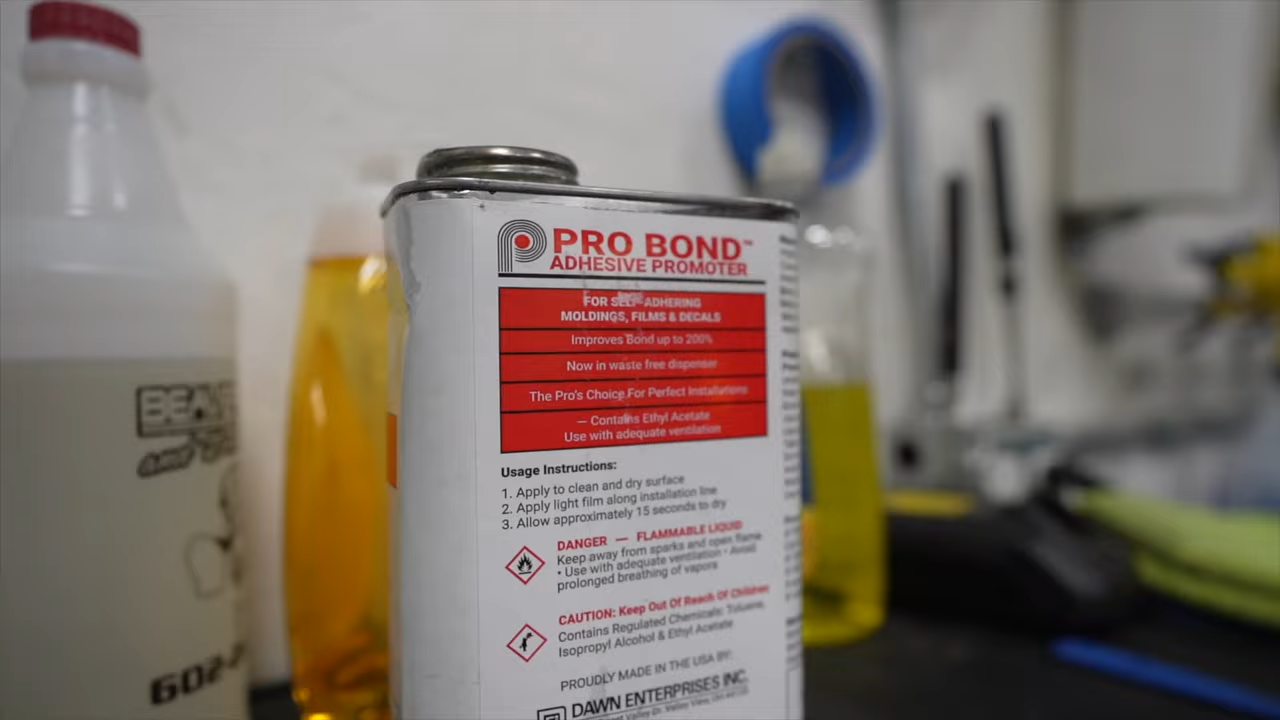 PRO BOND™
ADHESIVE PROMOTER
FOR SELF-ADHERING
MOLDINGS, FILMS & DECALS
Improves Bond up to 200%
Now in waste free dispenser
The Pro's Choice For Perfect Installations
— Contains Ethyl Acetate
Use with adequate ventilation
Usage Instructions:
1. Apply to clean and dry surface
2. Apply light film along installation line
3. Allow approximately 15 seconds to dry
DANGER — FLAMMABLE LIQUID
Keep away from sparks and open flame
• Use with adequate ventilation • Avoid
prolonged breathing of vapors
CAUTION: Keep Out Of Reach Of Children
Contains Regulated Chemicals: Toluene,
Isopropyl Alcohol & Ethyl Acetate
PROUDLY MADE IN THE USA BY:
DAWN ENTERPRISES INC.
Valley Dr. Valley View,
602-